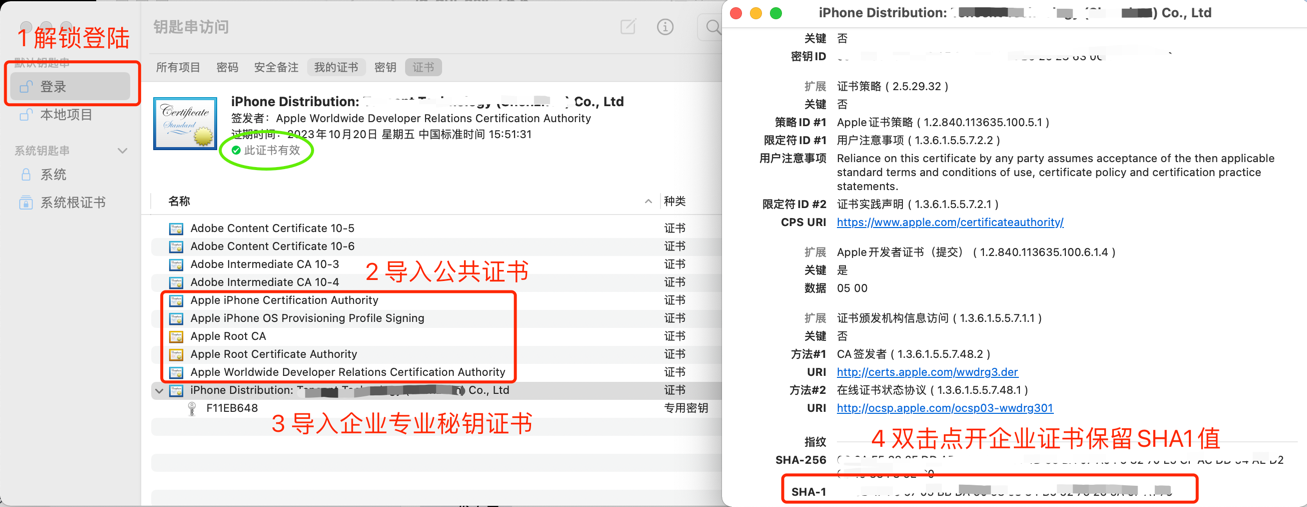 钥匙串访问
1 解锁登陆
默认钥匙串
登录
本地项目
系统钥匙串
系统
系统根证书
所有项目 密码 安全备注 我的证书 密钥 证书
iPhone Distribution: Co., Ltd
签发者：Apple Worldwide Developer Relations Certification Authority
过期时间：2023年10月20日 星期五 中国标准时间 15:51:31
此证书有效
名称 种类
Adobe Content Certificate 10-5 证书
Adobe Content Certificate 10-6 证书
Adobe Intermediate CA 10-3 证书
Adobe Intermediate CA 10-4 证书
2 导入公共证书
Apple iPhone Certification Authority 证书
Apple iPhone OS Provisioning Profile Signing 证书
Apple Root CA 证书
Apple Root Certificate Authority 证书
Apple Worldwide Developer Relations Certification Authority 证书
iPhone Distribution: Co., Ltd 证书
F11EB648 专用密钥
3 导入企业专业秘钥证书
iPhone Distribution: ) Co., Ltd
关键 否
密钥ID
扩展 证书策略 ( 2.5.29.32 )
关键 否
策略ID #1 Apple证书策略 ( 1.2.840.113635.100.5.1 )
限定符ID #1 用户注意事项 ( 1.3.6.1.5.5.7.2.2 )
用户注意事项 Reliance on this certificate by any party assumes acceptance of the then applicable
standard terms and conditions of use, certificate policy and certification practice
statements.
限定符ID #2 证书实践声明 ( 1.3.6.1.5.5.7.2.1 )
CPS URI https://www.apple.com/certificateauthority/
扩展 Apple开发者证书（提交） ( 1.2.840.113635.100.6.1.4 )
关键 是
数据 05 00
扩展 证书颁发机构信息访问 ( 1.3.6.1.5.5.7.1.1 )
关键 否
方法#1 CA签发者 ( 1.3.6.1.5.5.7.48.2 )
URI http://certs.apple.com/wwdrg3.der
方法#2 在线证书状态协议 ( 1.3.6.1.5.5.7.48.1 )
URI http://ocsp.apple.com/ocsp03-wwdrg301
指纹
4 双击点开企业证书保留SHA1值
SHA-256
SHA-1